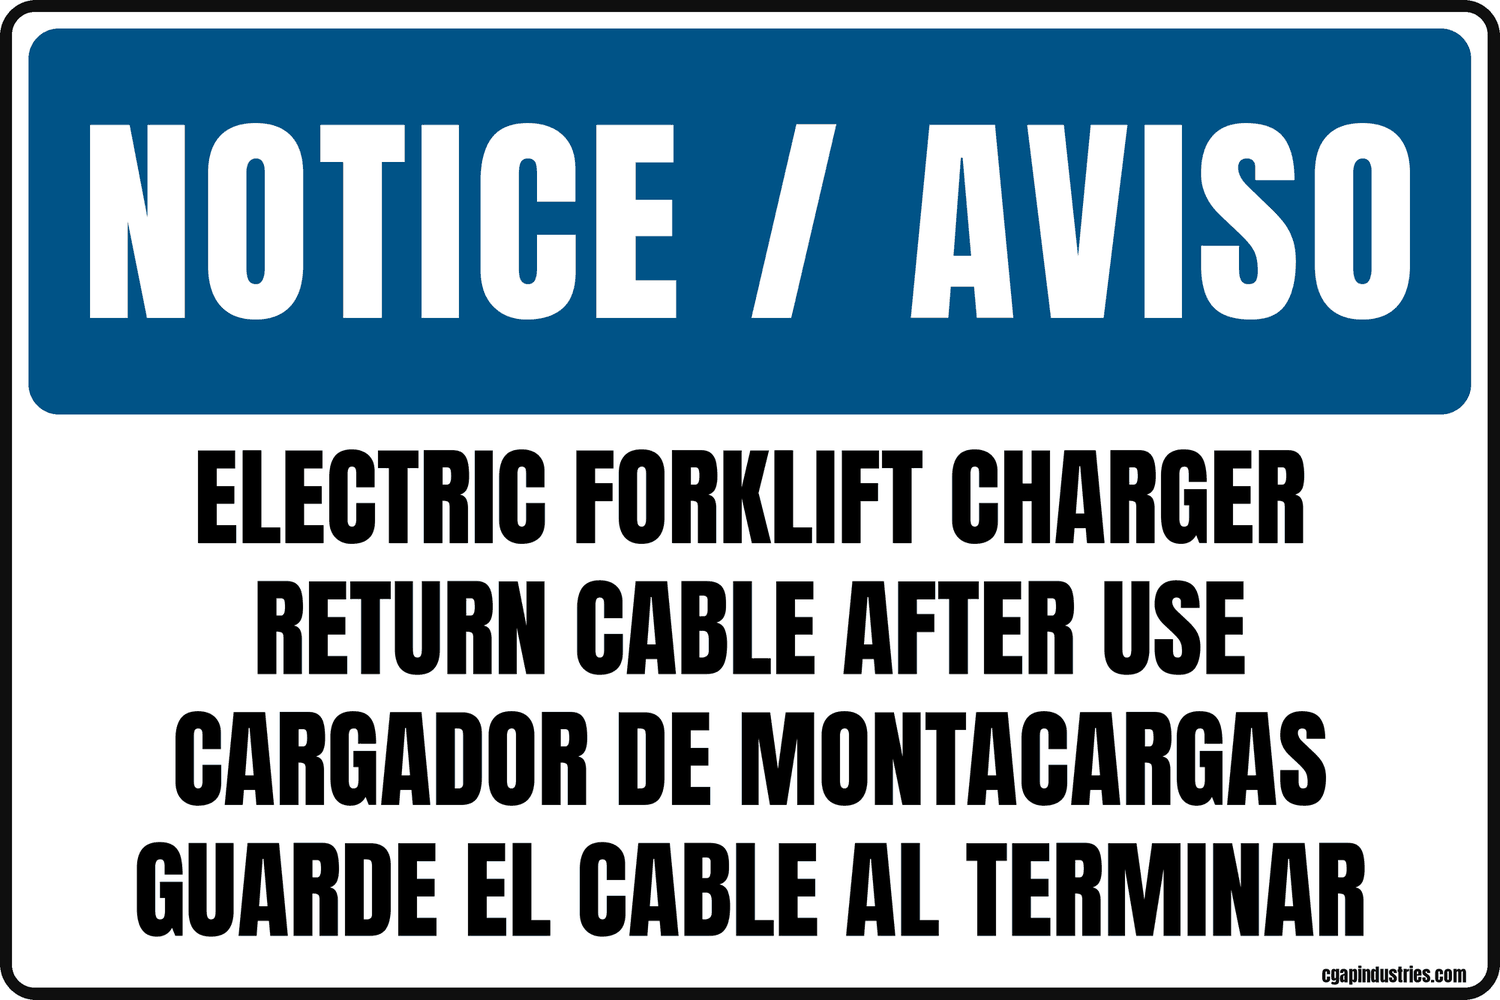 NOTICE / AVISO
ELECTRIC FORKLIFT CHARGER
RETURN CABLE AFTER USE
CARGADOR DE MONTACARGAS
GUARDE EL CABLE AL TERMINAR
cgapindustries.com